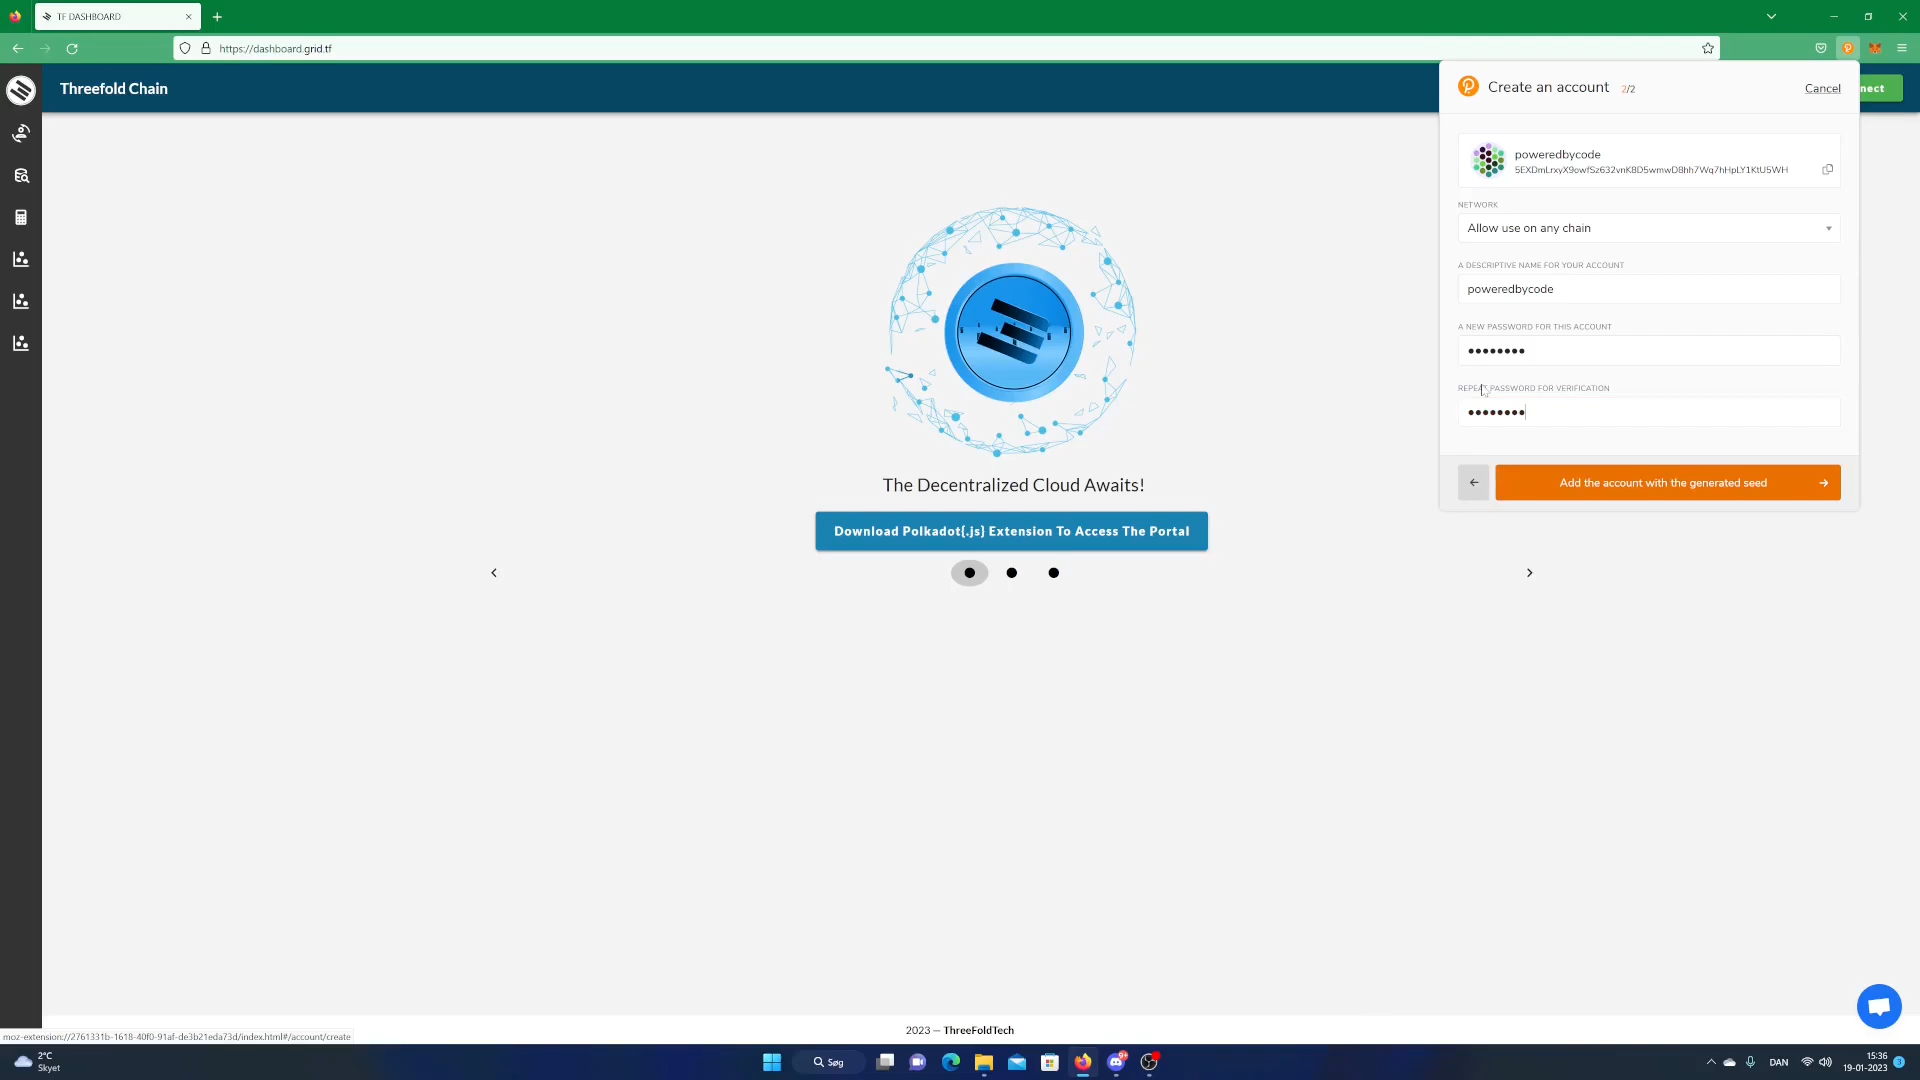 TF DASHBOARD
https://dashboard.grid.tf
Threefold Chain
Create an account 2/2
Cancel
nect
poweredbycode
5EXDmLrxyX9owfSz632vnK8D5wmwD8hh7Wq7hHpLY1KtU5WH
NETWORK
Allow use on any chain
A DESCRIPTIVE NAME FOR YOUR ACCOUNT
poweredbycode
A NEW PASSWORD FOR THIS ACCOUNT
••••••••
REPEAT PASSWORD FOR VERIFICATION
••••••••
Add the account with the generated seed
The Decentralized Cloud Awaits!
Download Polkadot{.js} Extension To Access The Portal
2023 — ThreeFoldTech
moz-extension://2761331b-1618-40f0-91af-de3b21eda73d/index.html#/account/create
2°C
Skyet
Søg
9+
DAN
15:36
19-01-2023
3